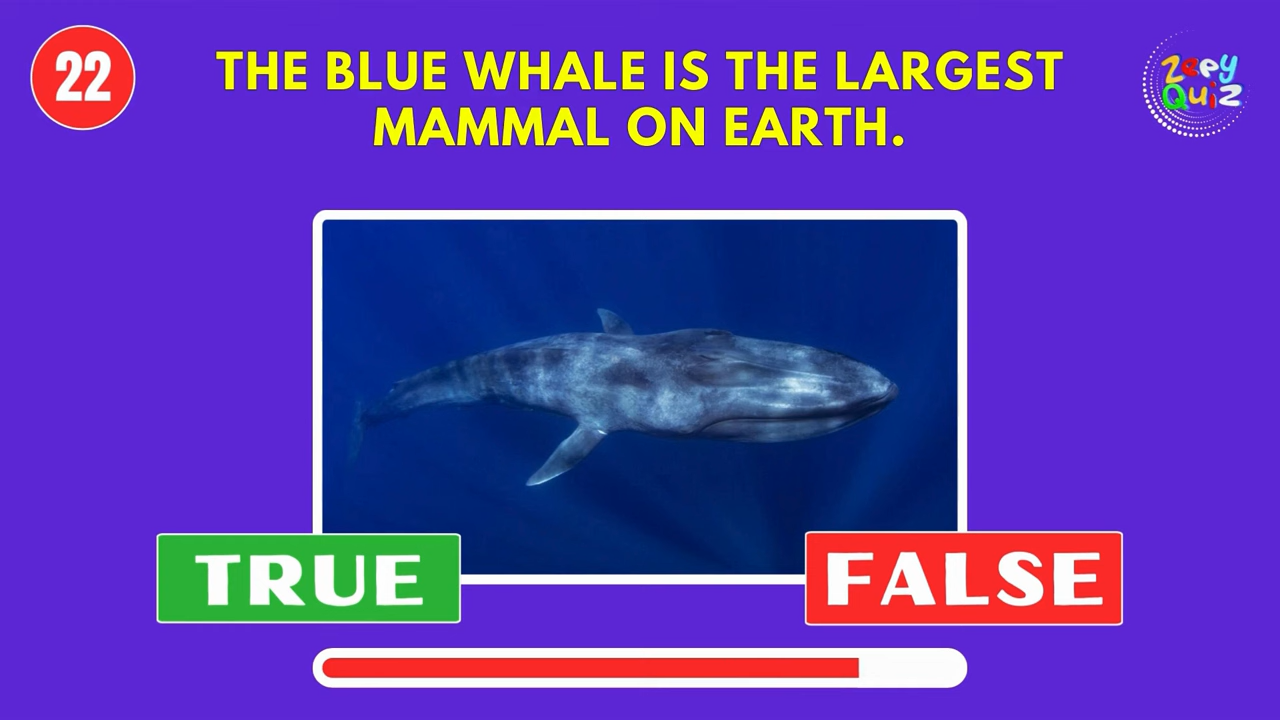 22
THE BLUE WHALE IS THE LARGEST
MAMMAL ON EARTH.
Zeey
Quiz
TRUE
FALSE